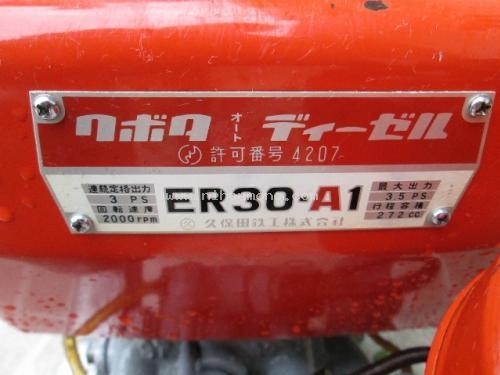 クボタ オート ディーゼル
許可番号 4207
連続定格出力
3 PS
回転速度
2000 rpm
ER30-A1
最大出力
3.5 PS
行程容積
272 CC
久保田鉄工株式会社